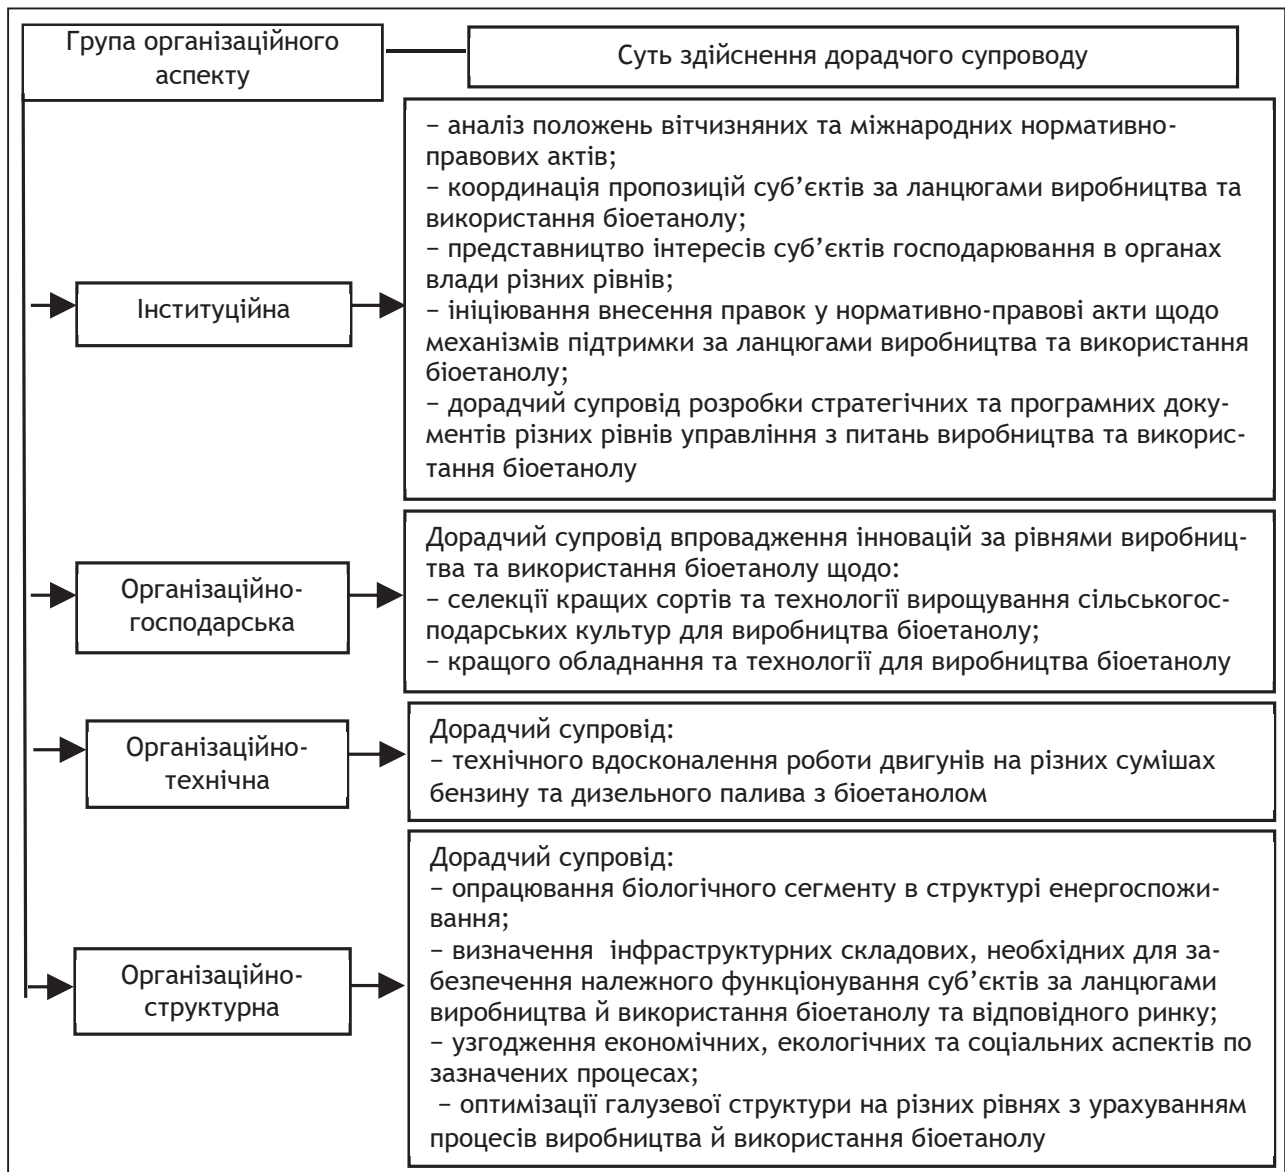 Група організаційного
аспекту
Суть здійснення дорадчого супроводу
Інституційна
– аналіз положень вітчизняних та міжнародних нормативно-
правових актів;
– координація пропозицій суб’єктів за ланцюгами виробництва та
використання біоетанолу;
– представництво інтересів суб’єктів господарювання в органах
влади різних рівнів;
– ініціювання внесення правок у нормативно-правові акти щодо
механізмів підтримки за ланцюгами виробництва та використання
біоетанолу;
– дорадчий супровід розробки стратегічних та програмних доку-
ментів різних рівнів управління з питань виробництва та викорис-
тання біоетанолу
Організаційно-
господарська
Дорадчий супровід впровадження інновацій за рівнями виробниц-
тва та використання біоетанолу щодо:
– селекції кращих сортів та технології вирощування сільськогос-
подарських культур для виробництва біоетанолу;
– кращого обладнання та технології для виробництва біоетанолу
Організаційно-
технічна
Дорадчий супровід:
– технічного вдосконалення роботи двигунів на різних сумішах
бензину та дизельного палива з біоетанолом
Організаційно-
структурна
Дорадчий супровід:
– опрацювання біологічного сегменту в структурі енергоспожи-
вання;
– визначення  інфраструктурних складових, необхідних для за-
безпечення належного функціонування суб’єктів за ланцюгами
виробництва й використання біоетанолу та відповідного ринку;
– узгодження економічних, екологічних та соціальних аспектів по
зазначених процесах;
– оптимізації галузевої структури на різних рівнях з урахуванням
процесів виробництва й використання біоетанолу